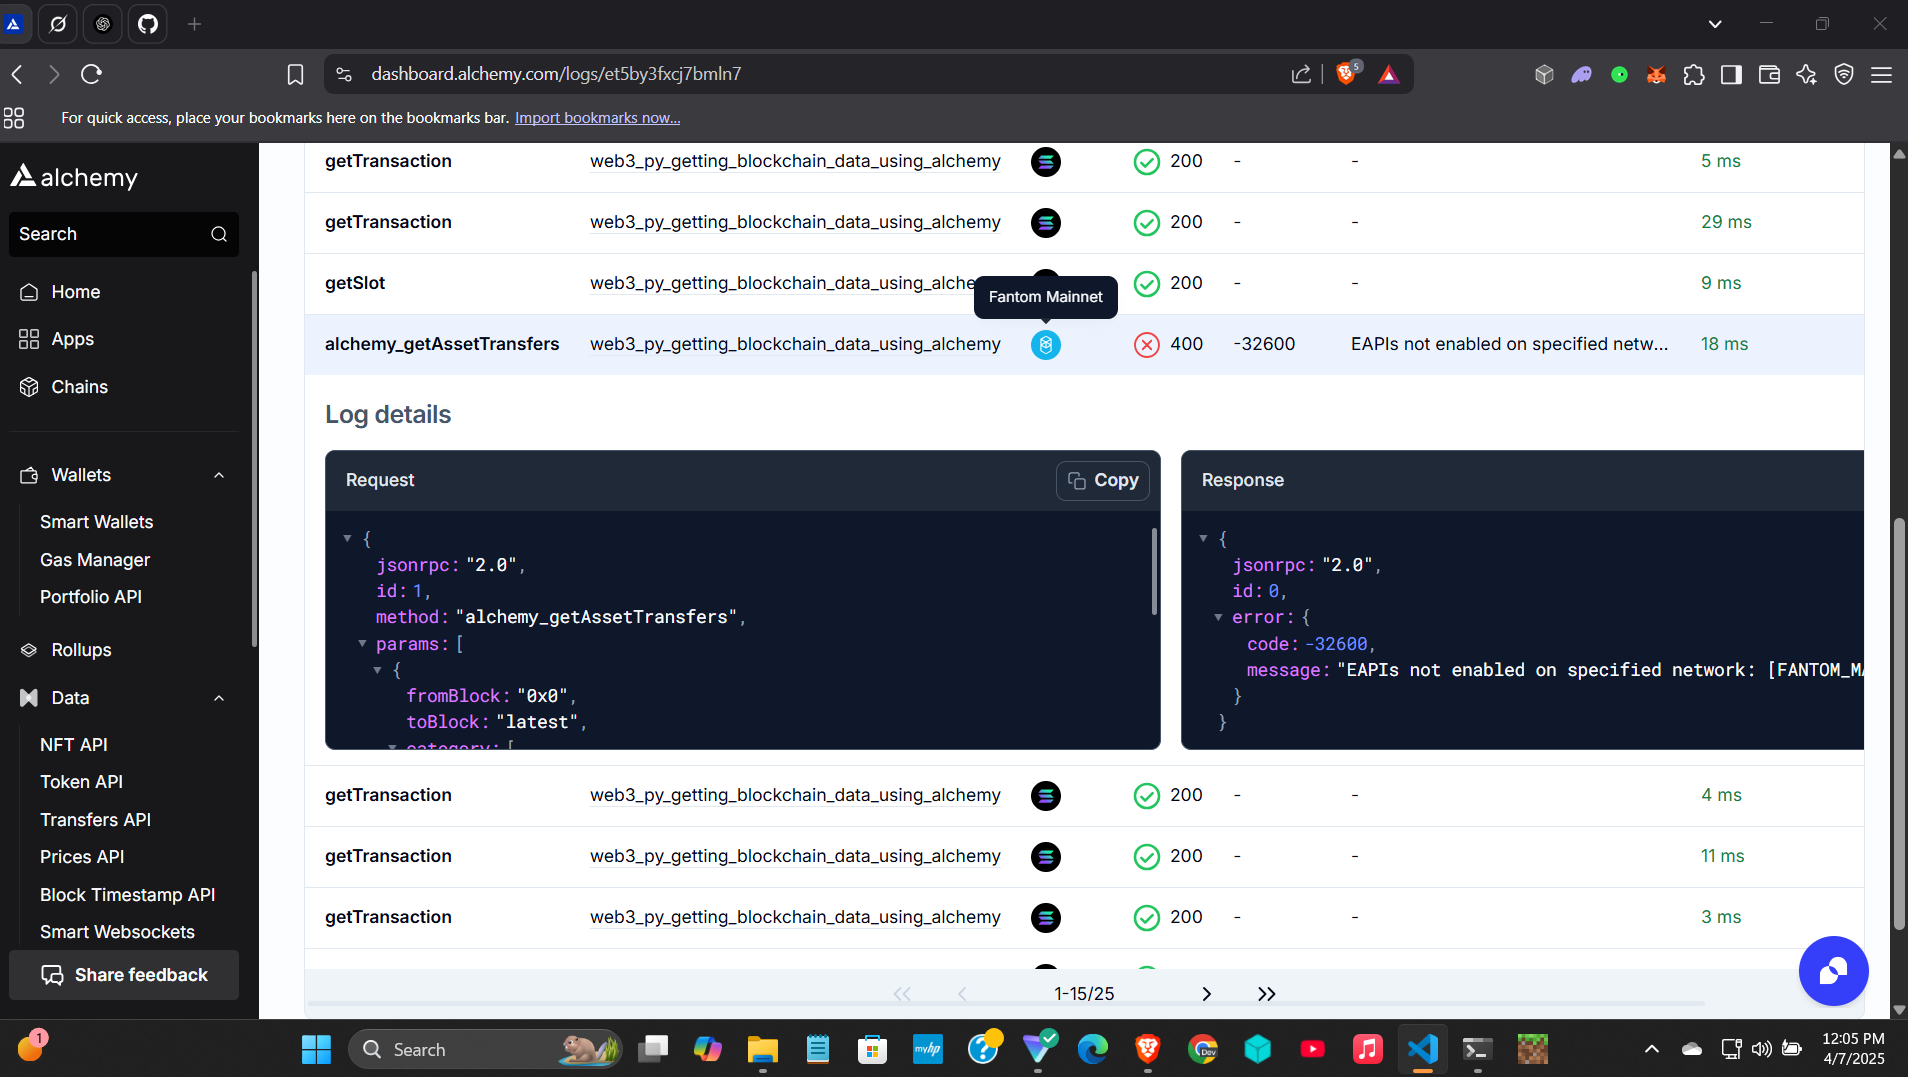 dashboard.alchemy.com/logs/et5by3fxcj7bmln7
5
For quick access, place your bookmarks here on the bookmarks bar. Import bookmarks now...
alchemy
Search
Home
Apps
Chains
Wallets
Smart Wallets
Gas Manager
Portfolio API
Rollups
Data
NFT API
Token API
Transfers API
Prices API
Block Timestamp API
Smart Websockets
Share feedback
getTransaction web3_py_getting_blockchain_data_using_alchemy 200 - - 5 ms
getTransaction web3_py_getting_blockchain_data_using_alchemy 200 - - 29 ms
getSlot web3_py_getting_blockchain_data_using_alche 200 - - 9 ms
Fantom Mainnet
alchemy_getAssetTransfers web3_py_getting_blockchain_data_using_alchemy 400 -32600 EAPIs not enabled on specified netw... 18 ms
Log details
Request
Copy
{
jsonrpc: "2.0",
id: 1,
method: "alchemy_getAssetTransfers",
params: [
{
fromBlock: "0x0",
toBlock: "latest",
category: [
Response
{
jsonrpc: "2.0",
id: 0,
error: {
code: -32600,
message: "EAPIs not enabled on specified network: [FANTOM_MA
}
}
getTransaction web3_py_getting_blockchain_data_using_alchemy 200 - - 4 ms
getTransaction web3_py_getting_blockchain_data_using_alchemy 200 - - 11 ms
getTransaction web3_py_getting_blockchain_data_using_alchemy 200 - - 3 ms
1-15/25
1
Search
myhp
Dev
12:05 PM
4/7/2025